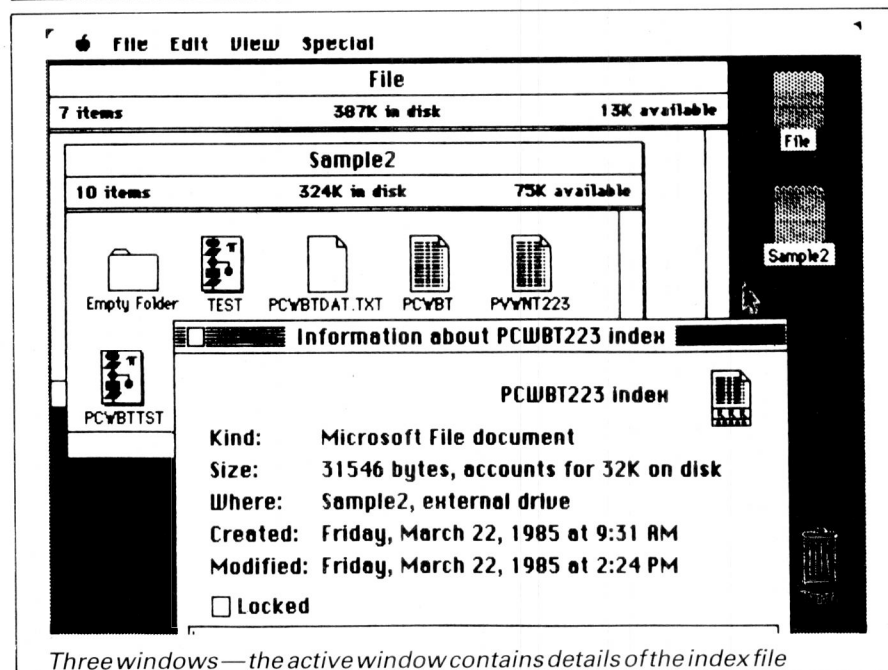 File Edit View Special
File
7 items 387K in disk 13K available
File
Sample2
10 items 324K in disk 75K available
Sample2
Empty Folder TEST PCWBTDAT.TXT PCWBT PVWNT223
Information about PCWBT223 index
PCWBTTST
PCWBT223 index
Kind: Microsoft File document
Size: 31546 bytes, accounts for 32K on disk
Where: Sample2, external drive
Created: Friday, March 22, 1985 at 9:31 AM
Modified: Friday, March 22, 1985 at 2:24 PM
Locked
Three windows — the active window contains details of the index file